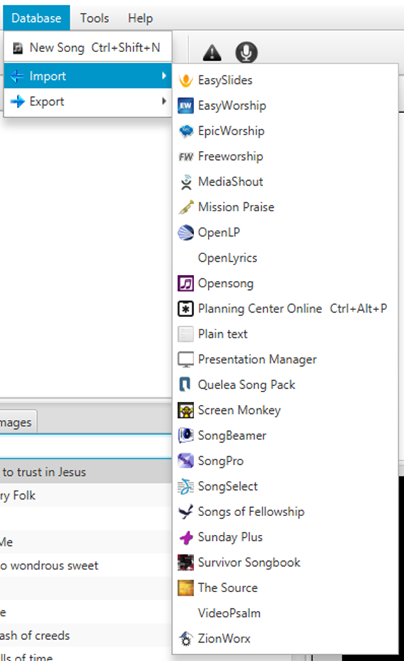 Database Tools Help
New Song Ctrl+Shift+N
Import
Export
EasySlides
EasyWorship
EpicWorship
Freeworship
MediaShout
Mission Praise
OpenLP
OpenLyrics
Opensong
Planning Center Online Ctrl+Alt+P
Plain text
Presentation Manager
Quelea Song Pack
Screen Monkey
SongBeamer
SongPro
SongSelect
Songs of Fellowship
Sunday Plus
Survivor Songbook
The Source
VideoPsalm
ZionWorx
mages
to trust in Jesus
ry Folk
Me
o wondrous sweet
e
ash of creeds
lls of time